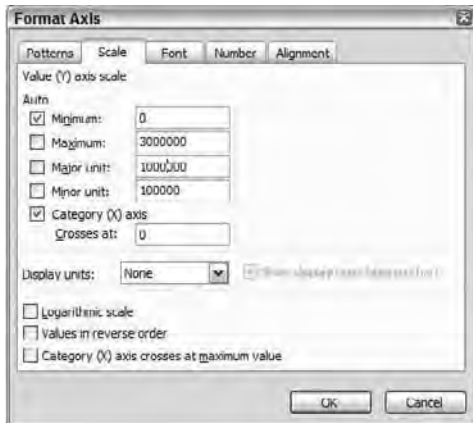 Format Axis
Patterns Scale Font Number Alignment
Value (Y) axis scale
Auto
Minimum: 0
Maximum: 3000000
Major unit: 1000000
Minor unit: 100000
Category (X) axis
Crosses at: 0
Display units: None
Logarithmic scale
Values in reverse order
Category (X) axis crosses at maximum value
OK Cancel